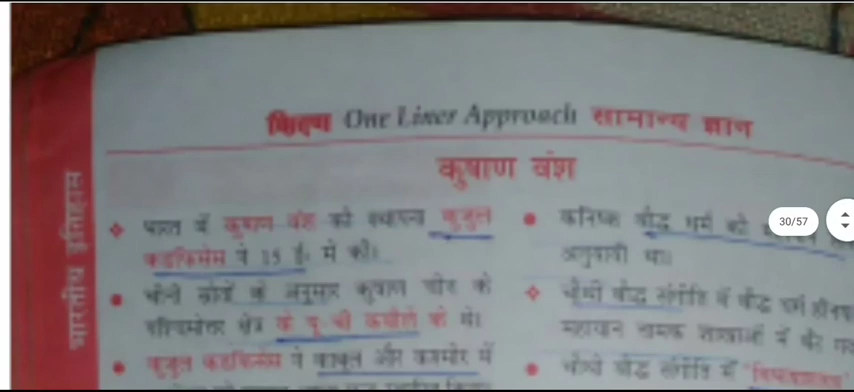 किरण One Liner Approach सामान्य ज्ञान
कुषाण वंश
भारतीय इतिहास
❖ भारत में कुषाण वंश की स्थापना कुजुल
कडफिसेस ने 15 ई. में की।
● चीनी स्रोतों के अनुसार कुषाण चीन के
पश्चिमोत्तर क्षेत्र के यू-ची कबीले के थे।
● कुजुल कडफिसेस ने काबुल और कश्मीर में
● कनिष्क बौद्ध धर्म की
अनुयायी था।
❖ चौथी बौद्ध संगीति में बौद्ध धर्म
महायान नामक शाखाओं में बँट
● चौथी बौद्ध संगीति में
30/57